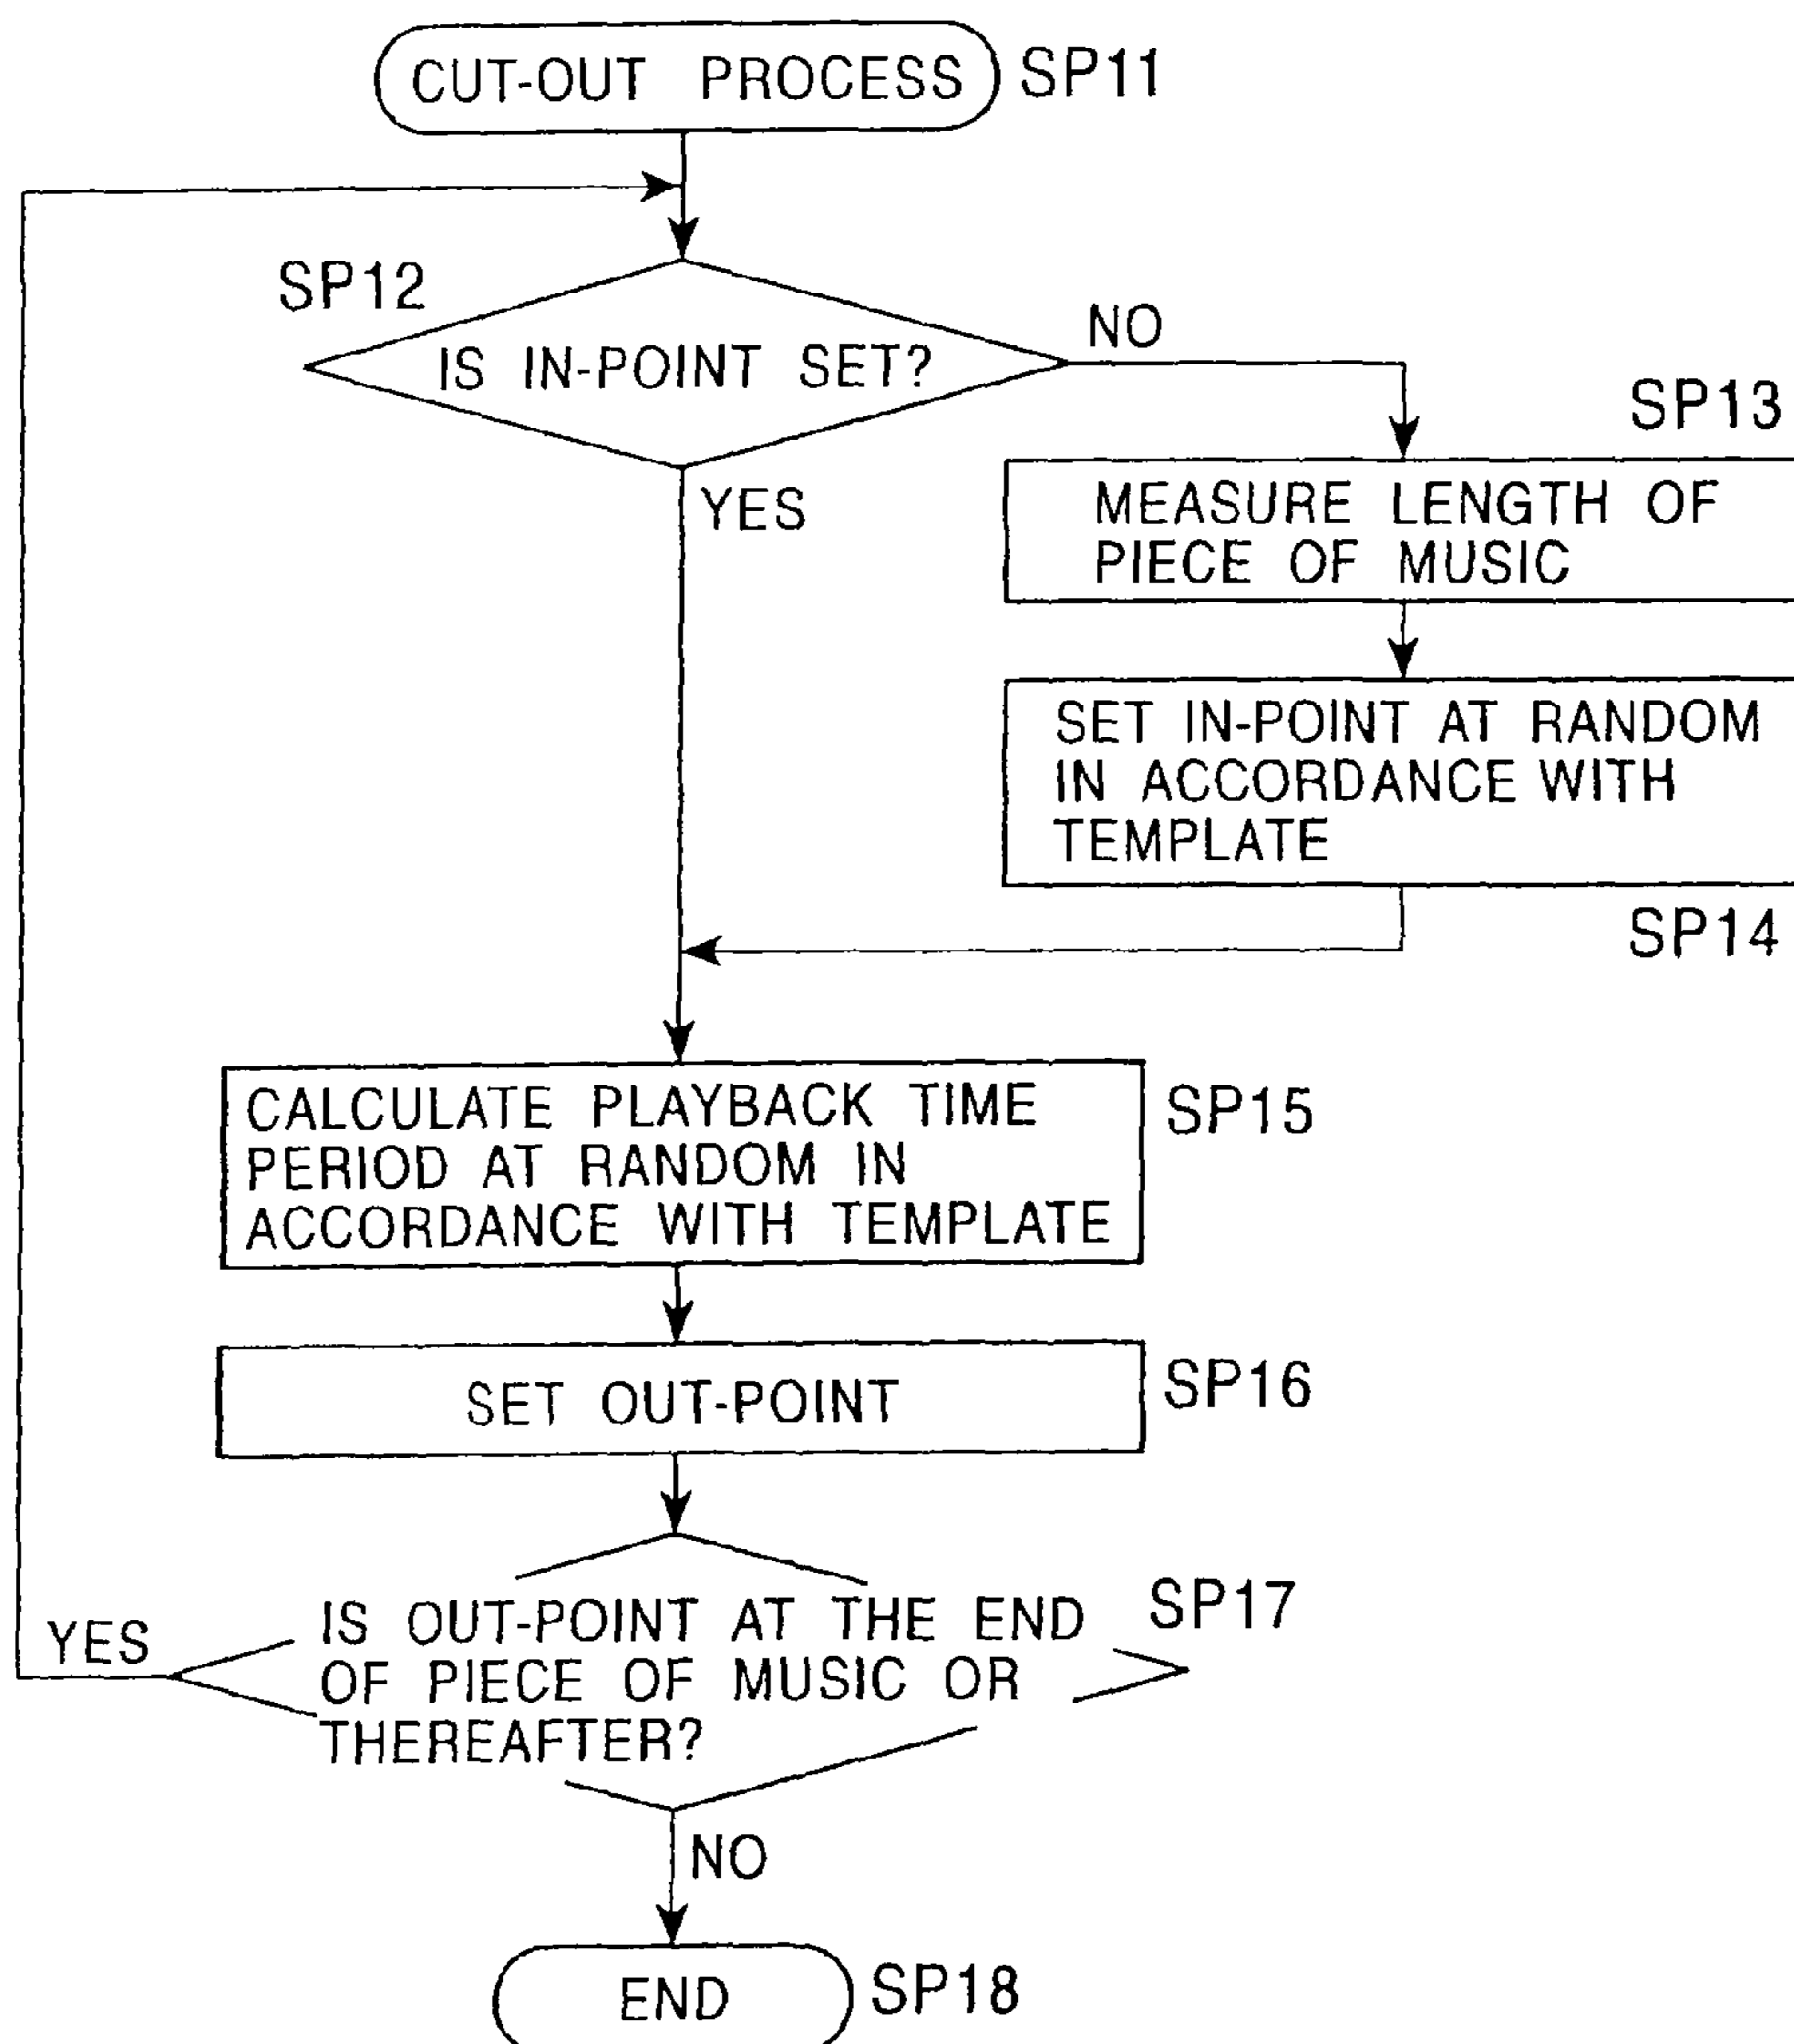 CUT-OUT PROCESS SP11
SP12
IS IN-POINT SET?
NO
YES
SP13
MEASURE LENGTH OF
PIECE OF MUSIC
SET IN-POINT AT RANDOM
IN ACCORDANCE WITH
TEMPLATE
SP14
CALCULATE PLAYBACK TIME
PERIOD AT RANDOM IN
ACCORDANCE WITH TEMPLATE
SP15
SET OUT-POINT SP16
SP17
IS OUT-POINT AT THE END
OF PIECE OF MUSIC OR
THEREAFTER?
YES
NO
END SP18